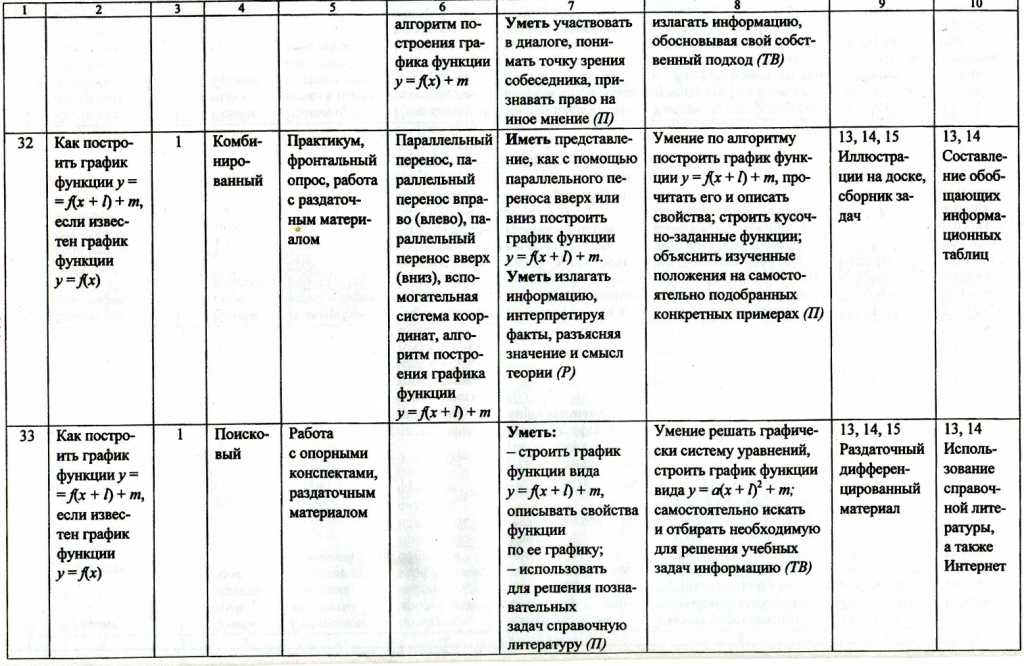 1 2 3 4 5 6 7 8 9 10
алгоритм по-
строения гра-
фика функции
y = f(x) + m
Уметь участвовать
в диалоге, пони-
мать точку зрения
собеседника, при-
знавать право на
иное мнение (П)
излагать информацию,
обосновывая свой собст-
венный подход (ТВ)
32
Как постро-
ить график
функции y =
= f(x + l) + m,
если извес-
тен график
функции
y = f(x)
1
Комби-
ниро-
ванный
Практикум,
фронтальный
опрос, работа
с раздаточ-
ным матери-
алом
Параллельный
перенос, па-
раллельный
перенос впра-
во (влево), па-
раллельный
перенос вверх
(вниз), вспо-
могательная
система коор-
динат, алго-
ритм постро-
ения графика
функции
y = f(x + l) + m
Иметь представле-
ние, как с помощью
параллельного пе-
реноса вверх или
вниз построить
график функции
y = f(x + l) + m.
Уметь излагать
информацию,
интерпретируя
факты, разъясняя
значение и смысл
теории (Р)
Умение по алгоритму
построить график функ-
ции y = f(x + l) + m, про-
читать его и описать
свойства; строить кусоч-
но-заданные функции;
объяснить изученные
положения на самосто-
ятельно подобранных
конкретных примерах (П)
13, 14, 15
Иллюстра-
ции на доске,
сборник за-
дач
13, 14
Составле-
ние обоб-
щающих
информа-
ционных
таблиц
33
Как постро-
ить график
функции y =
= f(x + l) + m,
если извес-
тен график
функции
y = f(x)
1
Поиско-
вый
Работа
с опорными
конспектами,
раздаточным
материалом
Уметь:
– строить график
функции вида
y = f(x + l) + m,
описывать свойства
функции
по ее графику;
– использовать
для решения позна-
вательных
задач справочную
литературу (П)
Умение решать графиче-
ски систему уравнений,
строить график функции
вида y = a(x + l)² + m;
самостоятельно искать
и отбирать необходимую
для решения учебных
задач информацию (ТВ)
13, 14, 15
Раздаточный
дифферен-
цированный
материал
13, 14
Исполь-
зование
справоч-
ной лите-
ратуры,
а также
Интернет